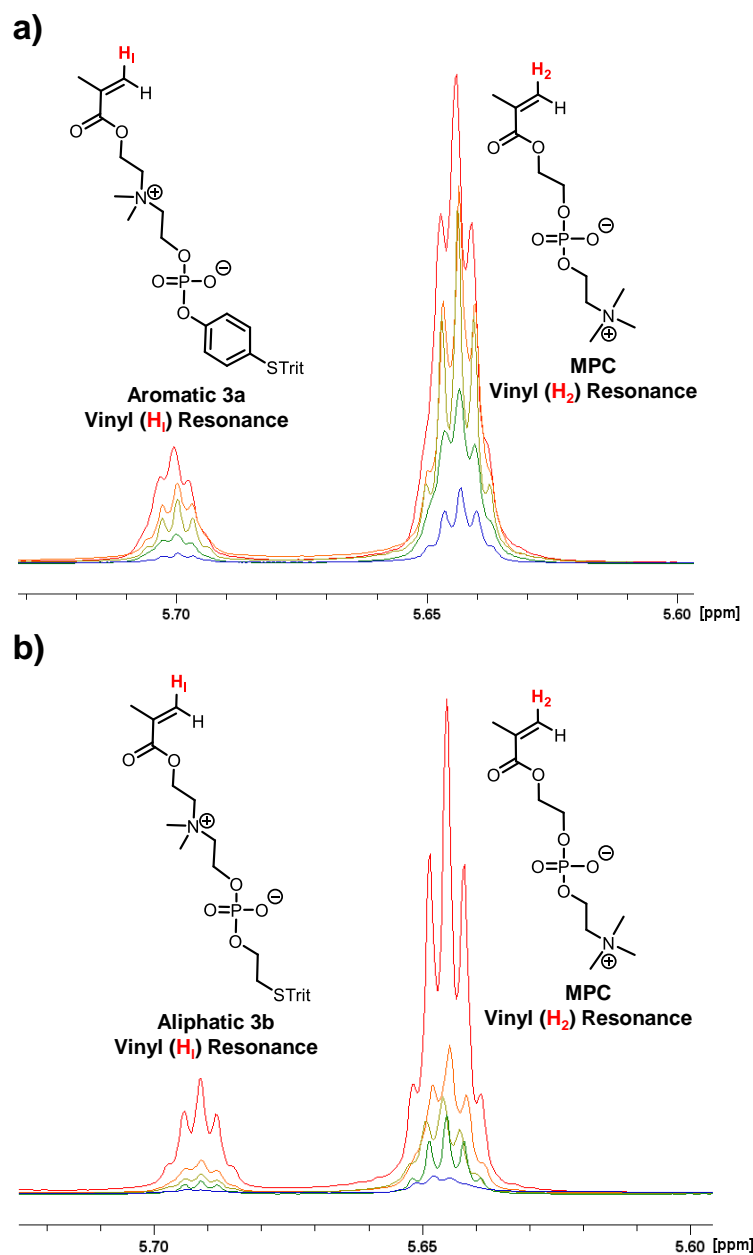 a)
H₁
H
O
O
N
⊕
O
O=P-O
⊖
O
STrit
Aromatic 3a
Vinyl (H₁) Resonance
H₂
H
O
O
O
O=P-O
⊖
O
N
⊕
MPC
Vinyl (H₂) Resonance
5.70
5.65
5.60
[ppm]
b)
H₁
H
O
O
N
⊕
O
O=P-O
⊖
O
STrit
Aliphatic 3b
Vinyl (H₁) Resonance
H₂
H
O
O
O
O=P-O
⊖
O
N
⊕
MPC
Vinyl (H₂) Resonance
5.70
5.65
5.60
[ppm]